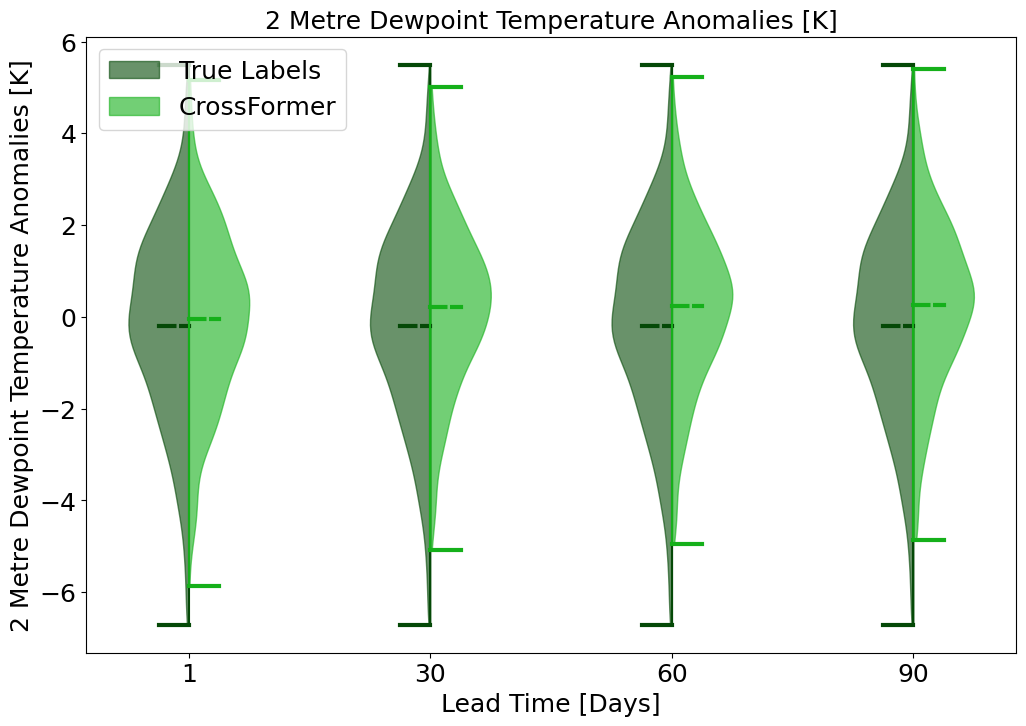 2 Metre Dewpoint Temperature Anomalies [K]
2 Metre Dewpoint Temperature Anomalies [K]
6
4
2
0
−2
−4
−6
True Labels
CrossFormer
1
30
60
90
Lead Time [Days]